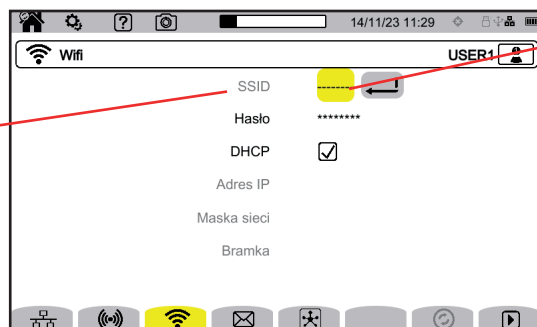 14/11/23 11:29
Wifi USER1
SSID --------
Hasło ********
DHCP
Adres IP
Maska sieci
Bramka